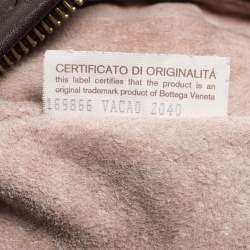 CERTIFICATO DI ORIGINALITÀ
this label certifies that the product is an
original trademark product of Bottega Veneta
169866 VACAO 2040